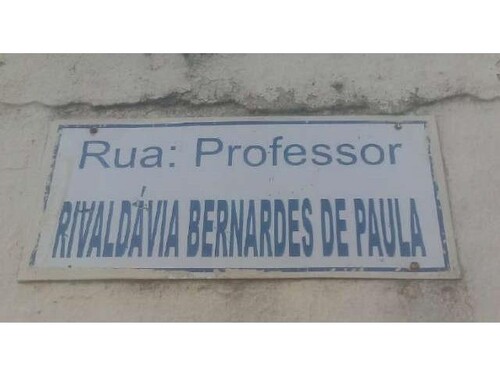 Rua: Professor
RIVALDÁVIA BERNARDES DE PAULA